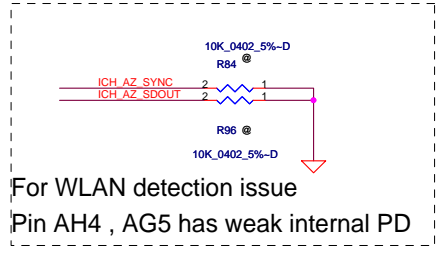 10K_0402_5%~D
R84 @
ICH_AZ_SYNC 2 1
ICH_AZ_SDOUT 2 1
R96 @
10K_0402_5%~D
For WLAN detection issue
Pin AH4 , AG5 has weak internal PD